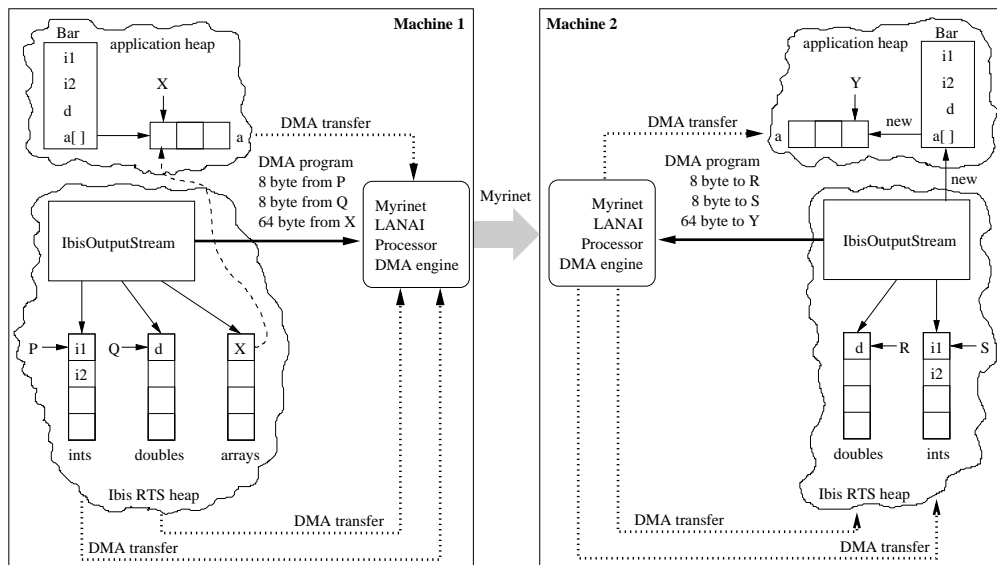 Machine 1
Bar
application heap
i1
i2
d
a[ ]
X
a
DMA transfer
DMA program
8 byte from P
8 byte from Q
64 byte from X
Myrinet
LANAI
Processor
DMA engine
IbisOutputStream
P
i1
i2
Q
d
X
ints
doubles
arrays
Ibis RTS heap
DMA transfer
DMA transfer
Myrinet
Machine 2
Bar
application heap
i1
i2
d
a[ ]
Y
new
a
new
DMA transfer
DMA program
8 byte to R
8 byte to S
64 byte to Y
Myrinet
LANAI
Processor
DMA engine
IbisOutputStream
d
R
i1
S
i2
doubles
ints
Ibis RTS heap
DMA transfer
DMA transfer